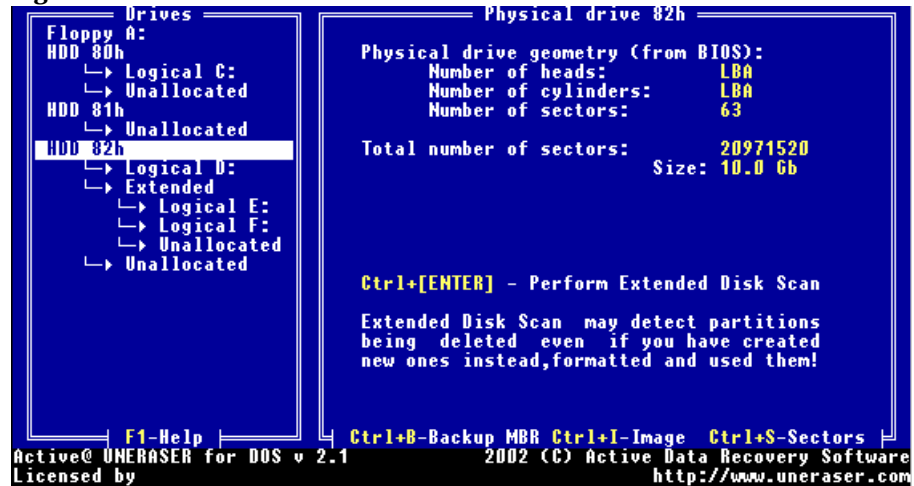 Drives
Floppy A:
HDD 80h
Logical C:
Unallocated
HDD 81h
Unallocated
HDD 82h
Logical D:
Extended
Logical E:
Logical F:
Unallocated
Unallocated
F1-Help
Physical drive 82h
Physical drive geometry (from BIOS):
Number of heads: LBA
Number of cylinders: LBA
Number of sectors: 63
Total number of sectors: 20971520
Size: 10.0 Gb
Ctrl+[ENTER] - Perform Extended Disk Scan
Extended Disk Scan may detect partitions
being deleted even if you have created
new ones instead,formatted and used them!
Ctrl+B-Backup MBR Ctrl+I-Image Ctrl+S-Sectors
Active@ UNERASER for DOS v 2.1 2002 (C) Active Data Recovery Software
Licensed by http://www.uneraser.com